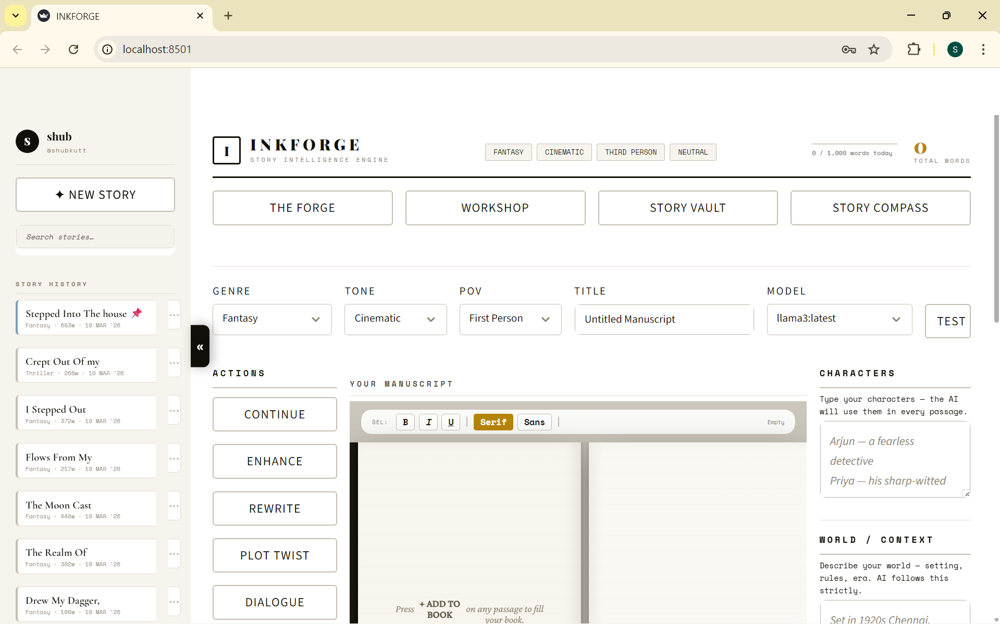 INKFORGE
localhost:8501
S
s
shub
@shubkutt
✦ NEW STORY
Search stories…
STORY HISTORY
Stepped Into The house 📌
Fantasy · 603w · 10 MAR '26
Crept Out Of my
Thriller · 268w · 10 MAR '26
I Stepped Out
Fantasy · 372w · 10 MAR '26
Flows From My
Fantasy · 217w · 10 MAR '26
The Moon Cast
Fantasy · 448w · 10 MAR '26
The Realm Of
Fantasy · 302w · 10 MAR '26
Drew My Dagger,
Fantasy · 100w · 10 MAR '26
«
I
INKFORGE
STORY INTELLIGENCE ENGINE
FANTASY CINEMATIC THIRD PERSON NEUTRAL
0 / 1,000 words today
0
TOTAL WORDS
THE FORGE WORKSHOP STORY VAULT STORY COMPASS
GENRE TONE POV TITLE MODEL
Fantasy Cinematic First Person Untitled Manuscript llama3:latest TEST
ACTIONS
CONTINUE
ENHANCE
REWRITE
PLOT TWIST
DIALOGUE
YOUR MANUSCRIPT
SEL: B I U Serif Sans Empty
Press + ADD TO BOOK on any passage to fill your book.
CHARACTERS
Type your characters — the AI
will use them in every passage.
Arjun — a fearless
detective
Priya — his sharp-witted
WORLD / CONTEXT
Describe your world — setting,
rules, era. AI follows this
strictly.
Set in 1920s Chennai.